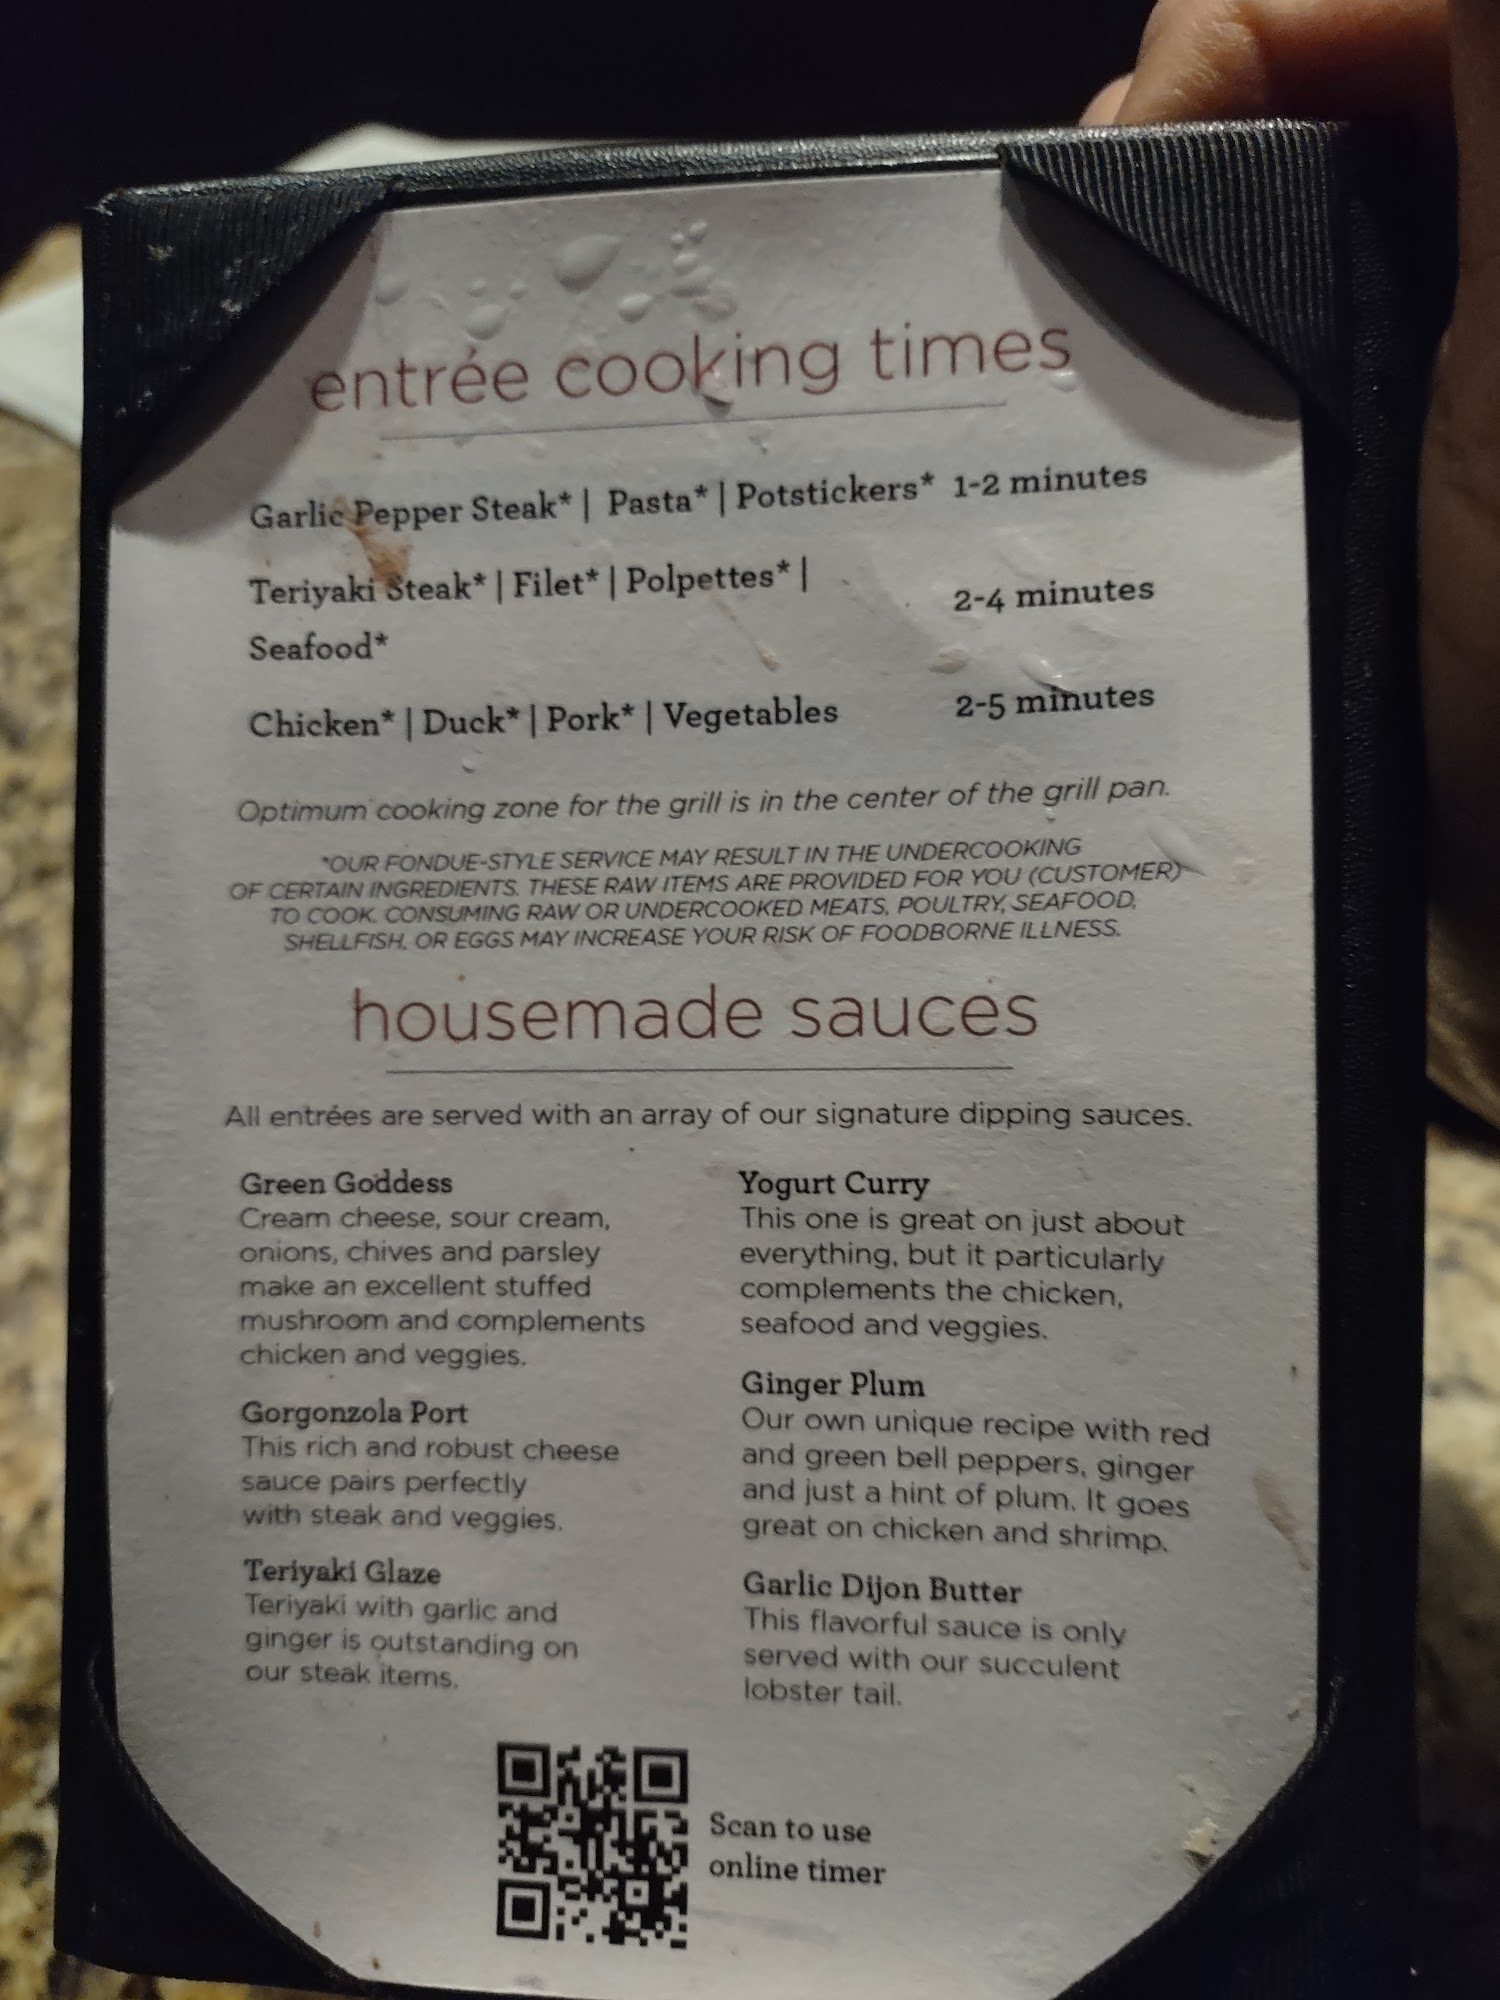 entrée cooking times
Garlic Pepper Steak* | Pasta* | Potstickers* 1-2 minutes
Teriyaki Steak* | Filet* | Polpettes* |
Seafood*
2-4 minutes
Chicken* | Duck* | Pork* | Vegetables 2-5 minutes
Optimum cooking zone for the grill is in the center of the grill pan.
*OUR FONDUE-STYLE SERVICE MAY RESULT IN THE UNDERCOOKING
OF CERTAIN INGREDIENTS. THESE RAW ITEMS ARE PROVIDED FOR YOU (CUSTOMER)
TO COOK. CONSUMING RAW OR UNDERCOOKED MEATS, POULTRY, SEAFOOD,
SHELLFISH, OR EGGS MAY INCREASE YOUR RISK OF FOODBORNE ILLNESS.
housemade sauces
All entrées are served with an array of our signature dipping sauces.
Green Goddess
Cream cheese, sour cream,
onions, chives and parsley
make an excellent stuffed
mushroom and complements
chicken and veggies.
Gorgonzola Port
This rich and robust cheese
sauce pairs perfectly
with steak and veggies.
Teriyaki Glaze
Teriyaki with garlic and
ginger is outstanding on
our steak items.
Yogurt Curry
This one is great on just about
everything, but it particularly
complements the chicken,
seafood and veggies.
Ginger Plum
Our own unique recipe with red
and green bell peppers, ginger
and just a hint of plum. It goes
great on chicken and shrimp.
Garlic Dijon Butter
This flavorful sauce is only
served with our succulent
lobster tail.
Scan to use
online timer